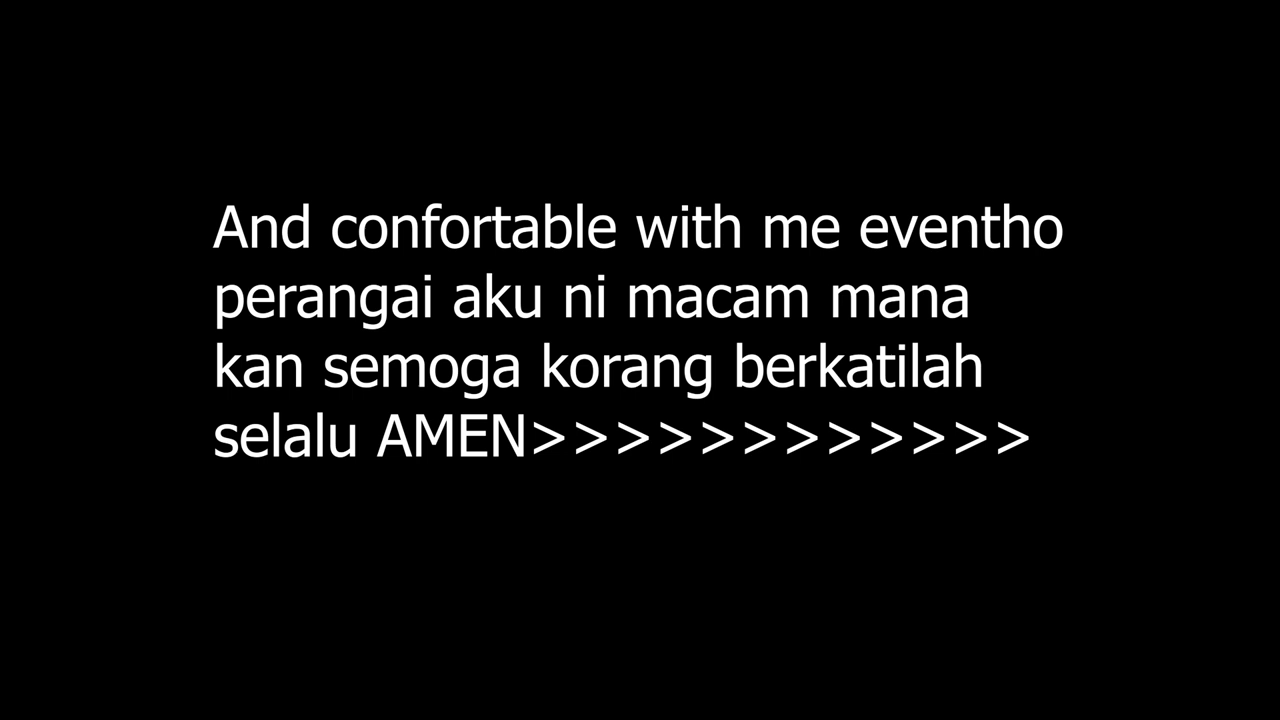 And confortable with me eventho
perangai aku ni macam mana
kan semoga korang berkatilah
selalu AMEN>>>>>>>>>>>>